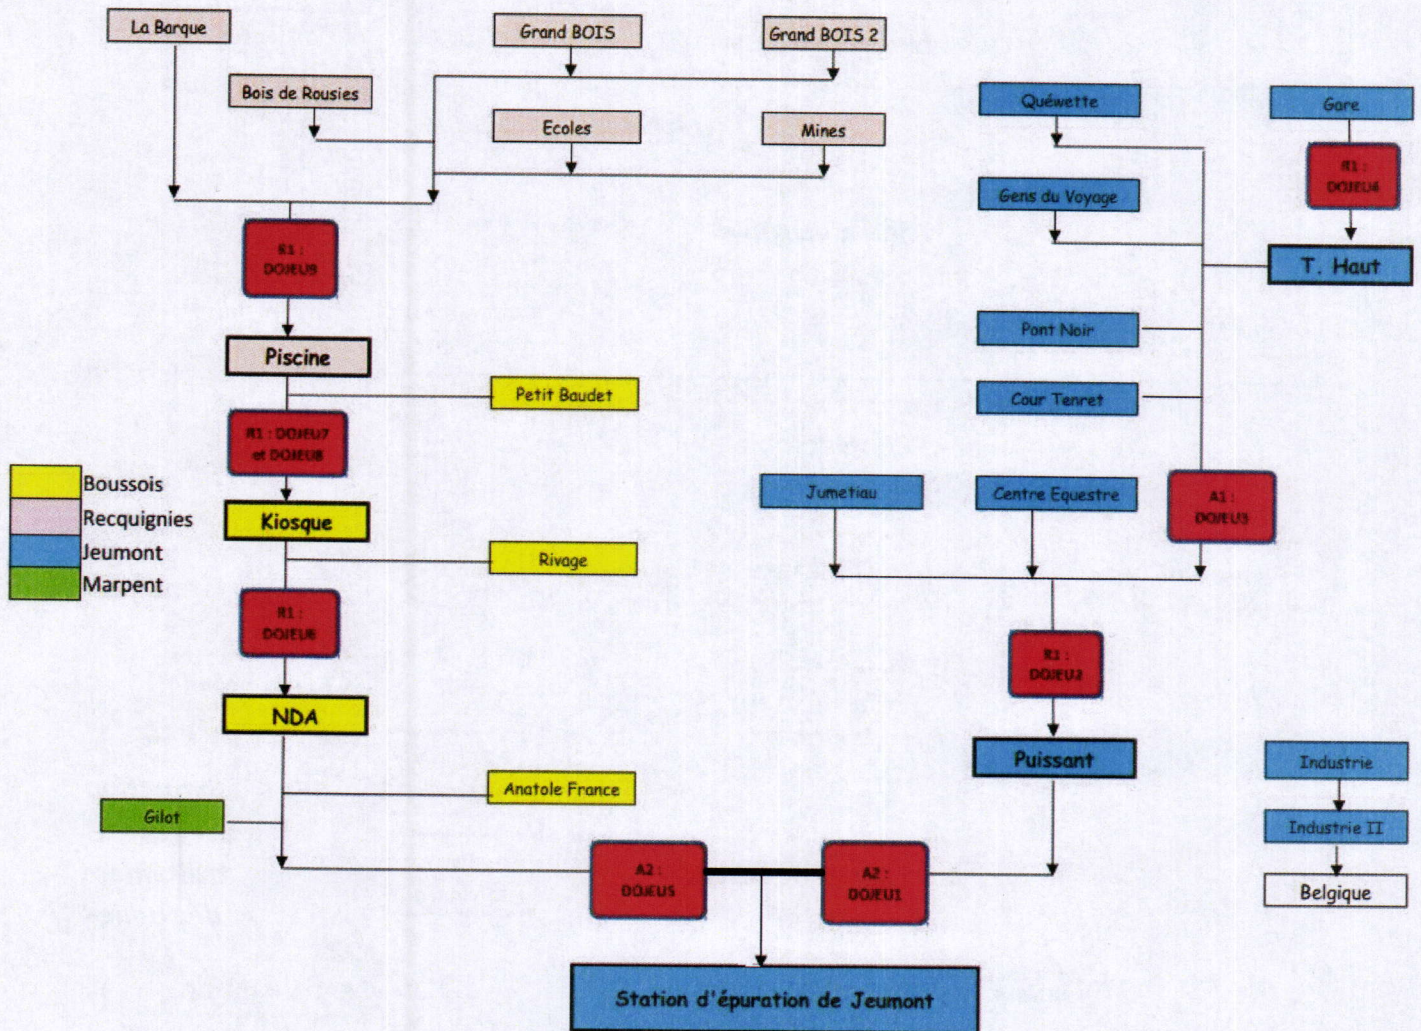 La Barque
Grand BOIS
Grand BOIS 2
Bois de Rousies
Ecoles
Mines
Quéwette
Gare
R1 :
Gens du Voyage
T. Haut
R1 :
DOJEU9
Pont Noir
Piscine
Petit Baudet
Cour Tenret
R1 : DOJEU7
et DOJEU8
Boussois
Recquignies
Jeumont
Marpent
Kiosque
Jumetiau
Centre Equestre
A1 :
DOJEU3
Rivage
R1 :
DOJEU6
R1 :
DOJEU2
NDA
Puissant
Industrie
Anatole France
Gilot
Industrie II
A2 :
DOJEU5
A2 :
DOJEU1
Belgique
Station d'épuration de Jeumont